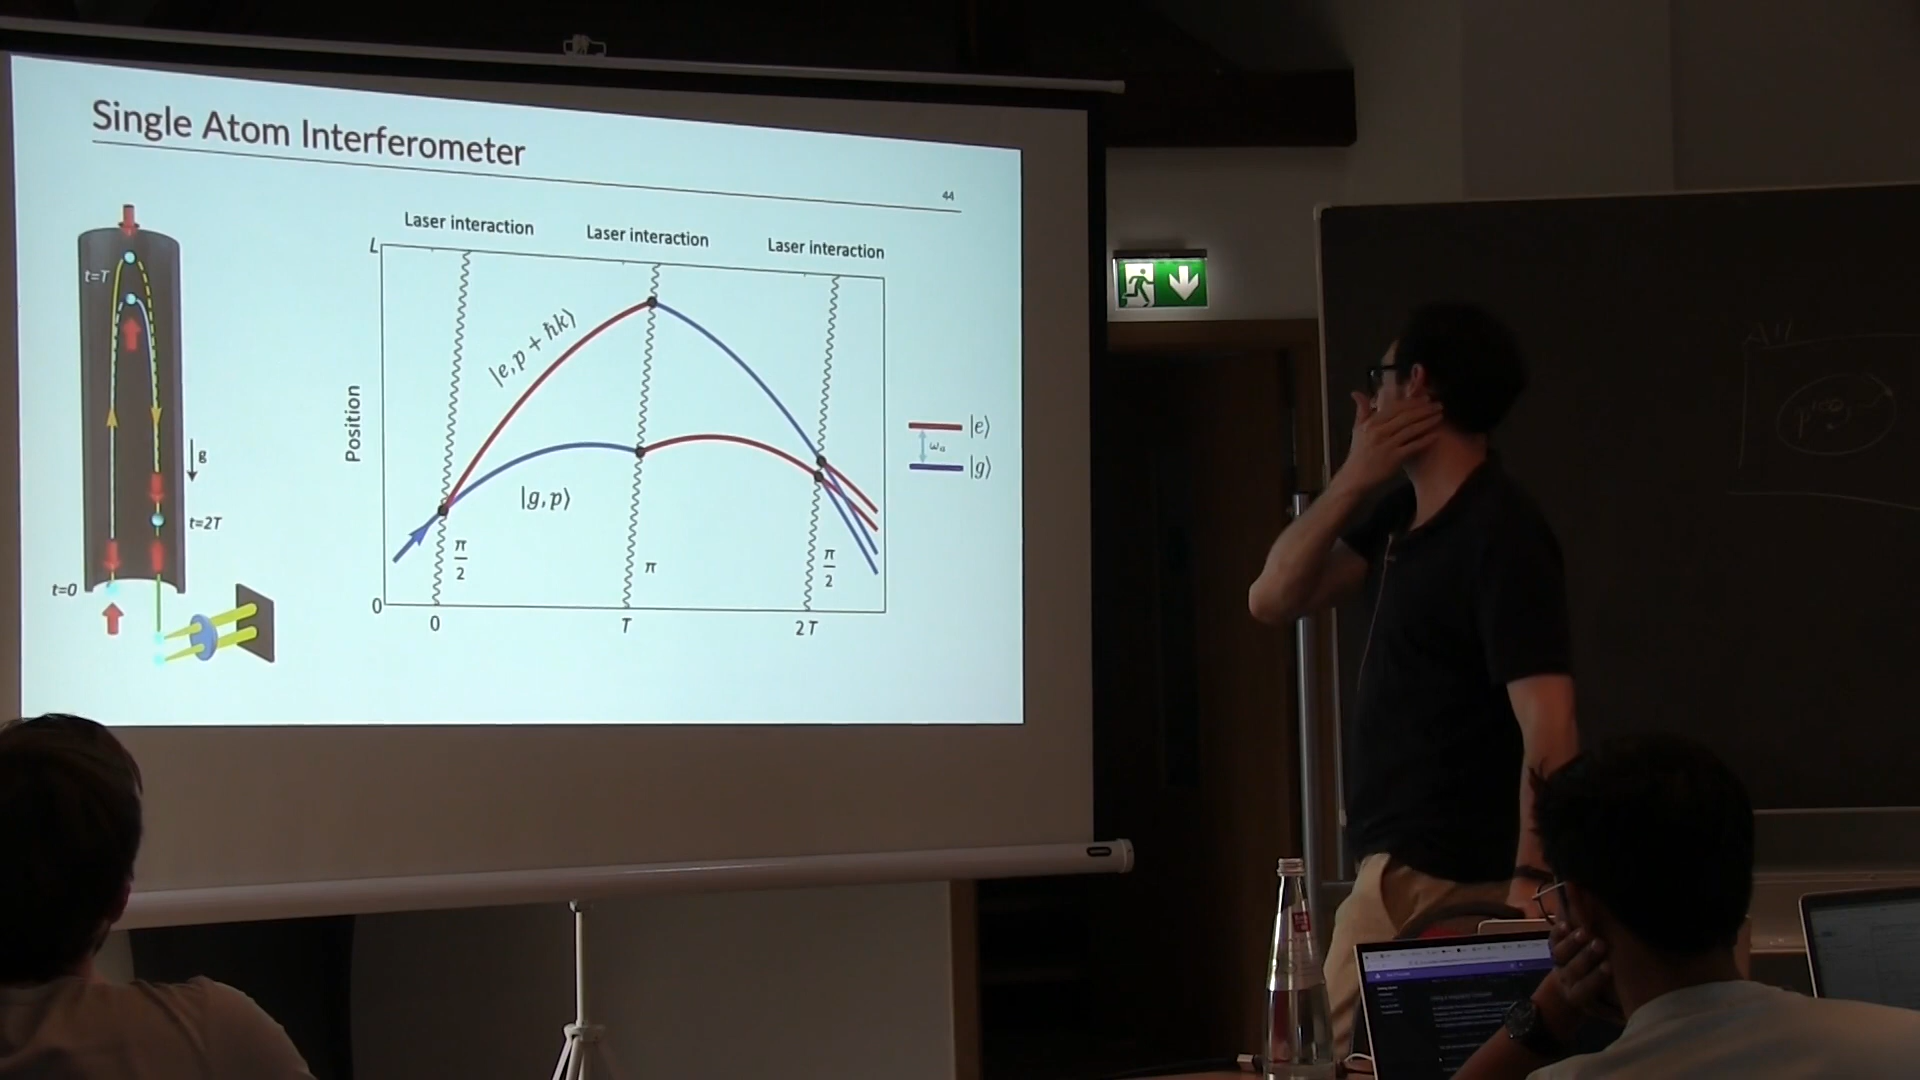 Single Atom Interferometer
44
Laser interaction
Laser interaction
Laser interaction
t=T
g
t=2T
t=0
L
Position
0
|e, p + ħk⟩
|g, p⟩
π/2
π
π/2
0
T
2T
|e⟩
ωₐ
|g⟩